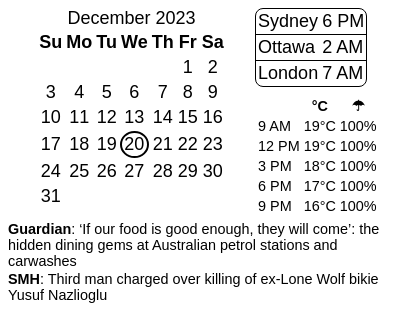 December 2023
Su Mo Tu We Th Fr Sa
1 2
3 4 5 6 7 8 9
10 11 12 13 14 15 16
17 18 19 20 21 22 23
24 25 26 27 28 29 30
31
Sydney 6 PM
Ottawa 2 AM
London 7 AM
°C ☂
9 AM 19°C 100%
12 PM 19°C 100%
3 PM 18°C 100%
6 PM 17°C 100%
9 PM 16°C 100%
Guardian: ‘If our food is good enough, they will come’: the
hidden dining gems at Australian petrol stations and
carwashes
SMH: Third man charged over killing of ex-Lone Wolf bikie
Yusuf Nazlioglu